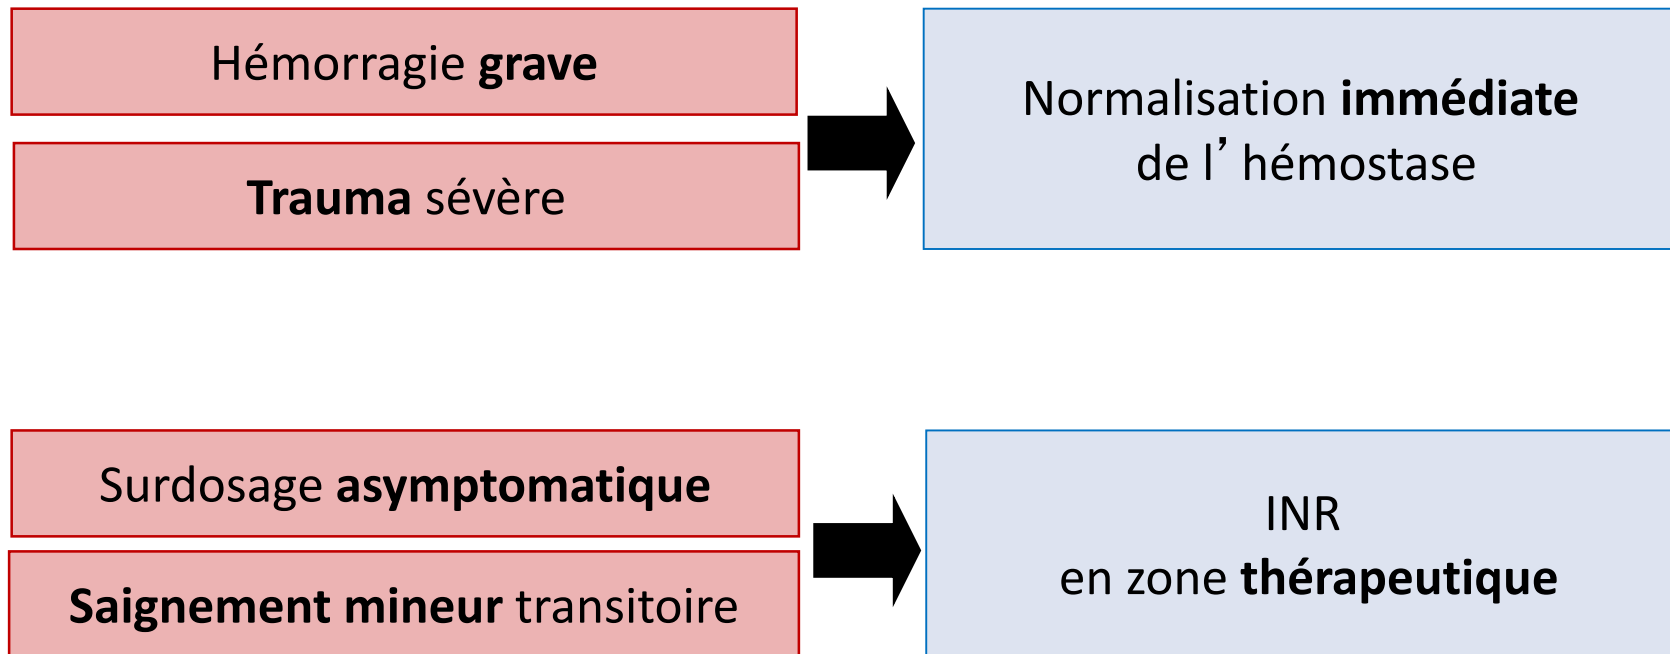 Hémorragie grave
Trauma sévère
Normalisation immédiate
de l’ hémostase
Surdosage asymptomatique
Saignement mineur transitoire
INR
en zone thérapeutique